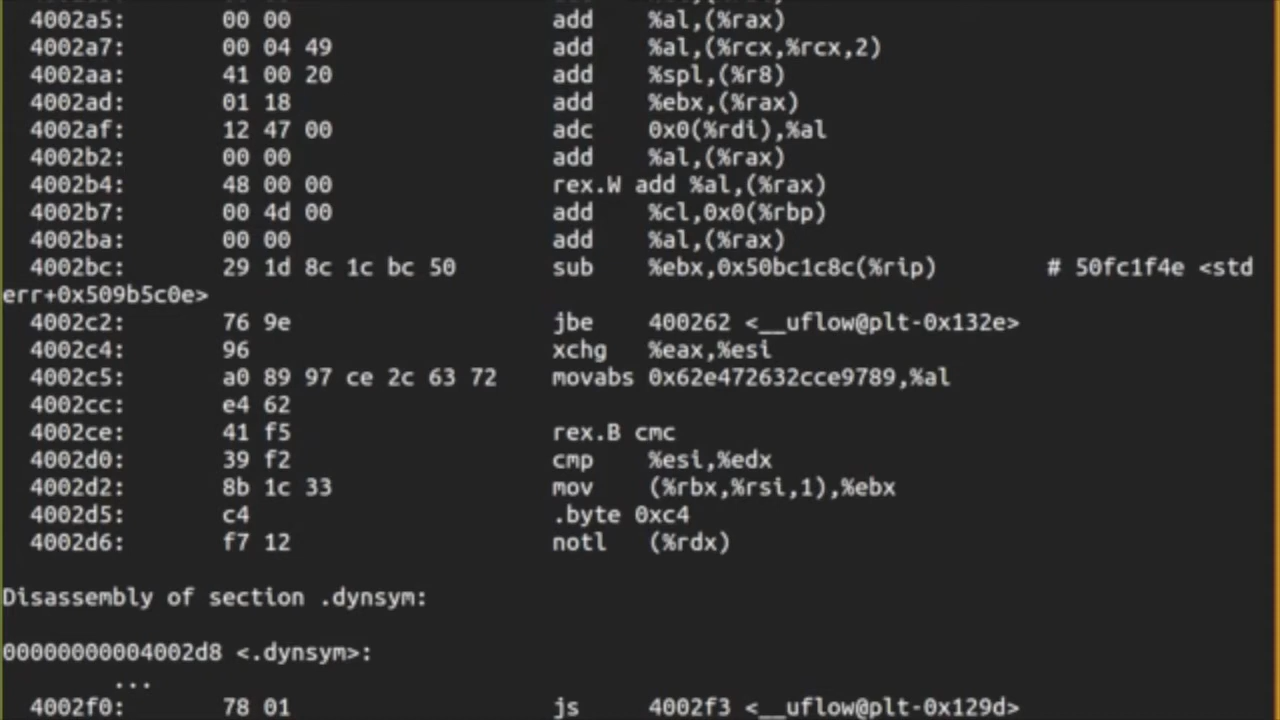 4002a5: 00 00 add %al,(%rax)
4002a7: 00 04 49 add %al,(%rcx,%rcx,2)
4002aa: 41 00 20 add %spl,(%r8)
4002ad: 01 18 add %ebx,(%rax)
4002af: 12 47 00 adc 0x0(%rdi),%al
4002b2: 00 00 add %al,(%rax)
4002b4: 48 00 00 rex.W add %al,(%rax)
4002b7: 00 4d 00 add %cl,0x0(%rbp)
4002ba: 00 00 add %al,(%rax)
4002bc: 29 1d 8c 1c bc 50 sub %ebx,0x50bc1c8c(%rip) # 50fc1f4e <std
err+0x509b5c0e>
4002c2: 76 9e jbe 400262 <__uflow@plt-0x132e>
4002c4: 96 xchg %eax,%esi
4002c5: a0 89 97 ce 2c 63 72 movabs 0x62e472632cce9789,%al
4002cc: e4 62
4002ce: 41 f5 rex.B cmc
4002d0: 39 f2 cmp %esi,%edx
4002d2: 8b 1c 33 mov (%rbx,%rsi,1),%ebx
4002d5: c4 .byte 0xc4
4002d6: f7 12 notl (%rdx)
Disassembly of section .dynsym:
00000000004002d8 <.dynsym>:
...
4002f0: 78 01 js 4002f3 <__uflow@plt-0x129d>